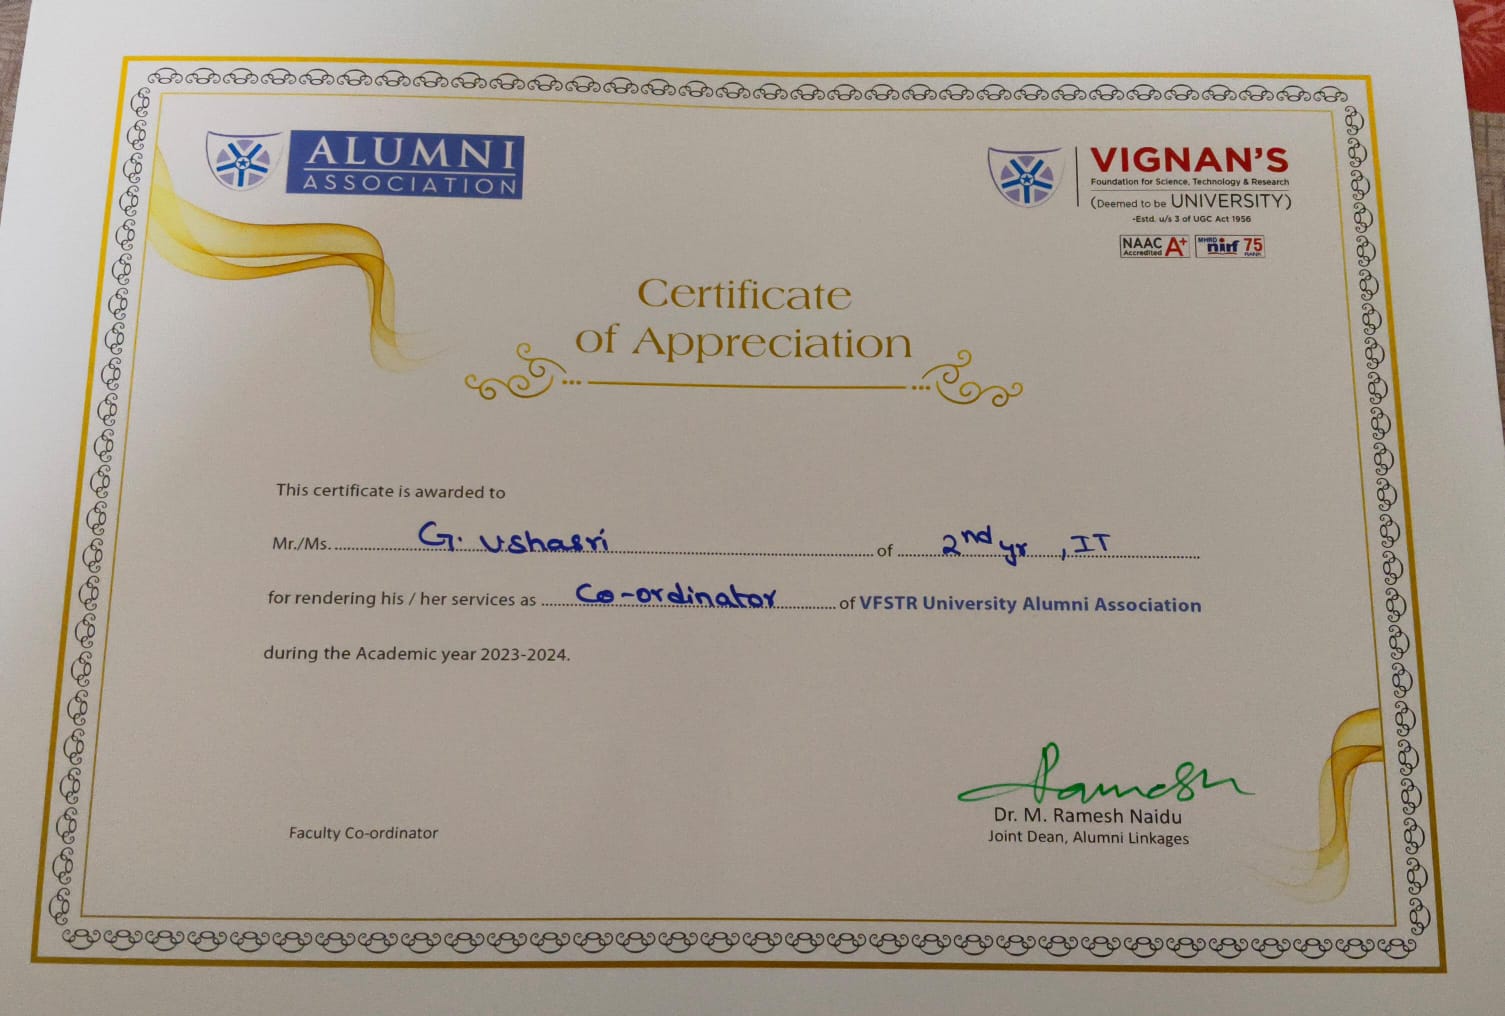 ALUMNI
ASSOCIATION
VIGNAN'S
Foundation for Science, Technology & Research
(Deemed to be UNIVERSITY)
-Estd. u/s 3 of UGC Act 1956
NAAC A+
Accredited
MHRD nirf 75
RANK
Certificate
of Appreciation
This certificate is awarded to
Mr./Ms. G. Ushasri of 2nd yr, IT
for rendering his / her services as Co-ordinator of VFSTR University Alumni Association
during the Academic year 2023-2024.
Ramesh
Dr. M. Ramesh Naidu
Joint Dean, Alumni Linkages
Faculty Co-ordinator